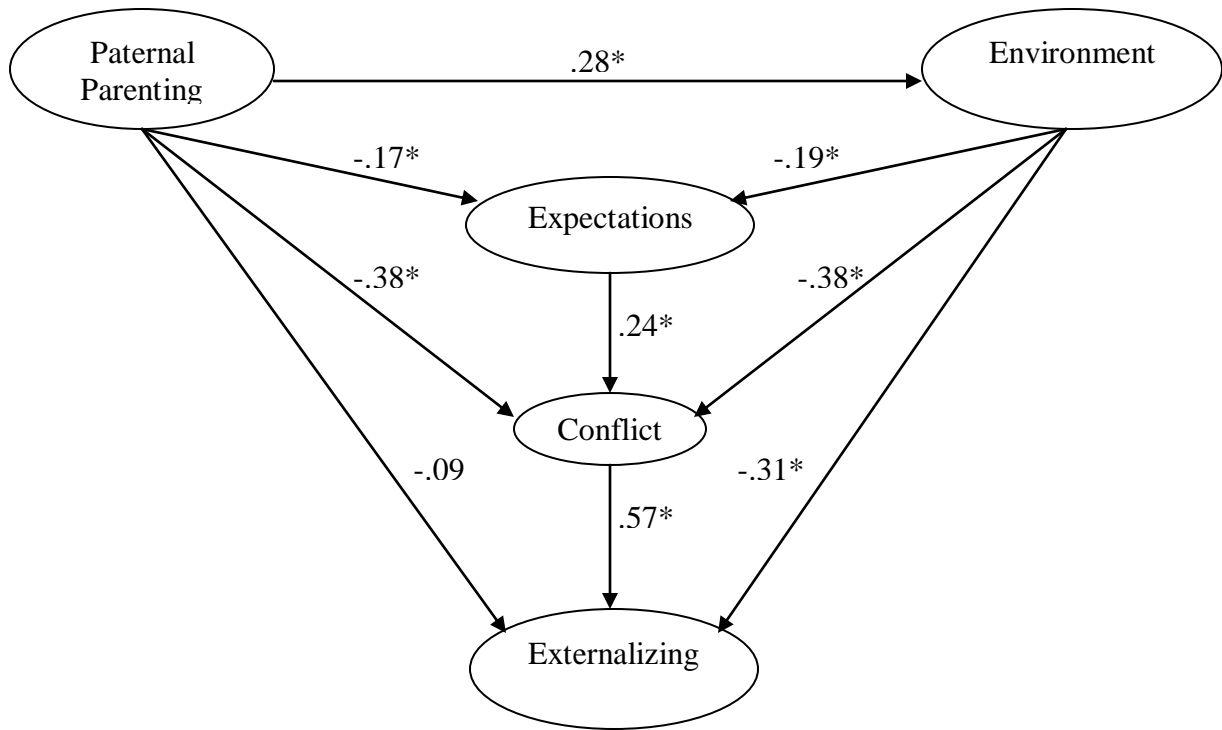 Paternal
Parenting
Environment
.28*
-.17*
-.19*
Expectations
-.38*
-.38*
.24*
Conflict
-.09
-.31*
.57*
Externalizing